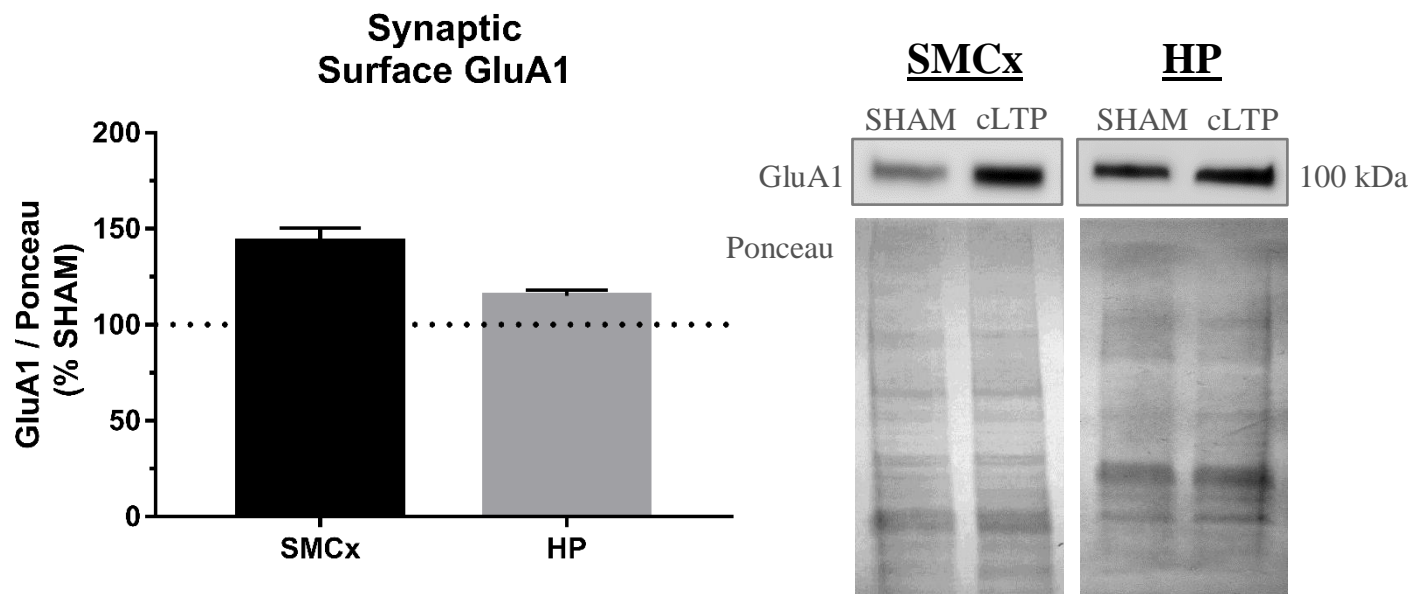 Synaptic
Surface GluA1
GluA1 / Ponceau
(% SHAM)
200
150
100
50
0
SMCx
HP
SMCx HP
SHAM cLTP SHAM cLTP
GluA1 100 kDa
Ponceau